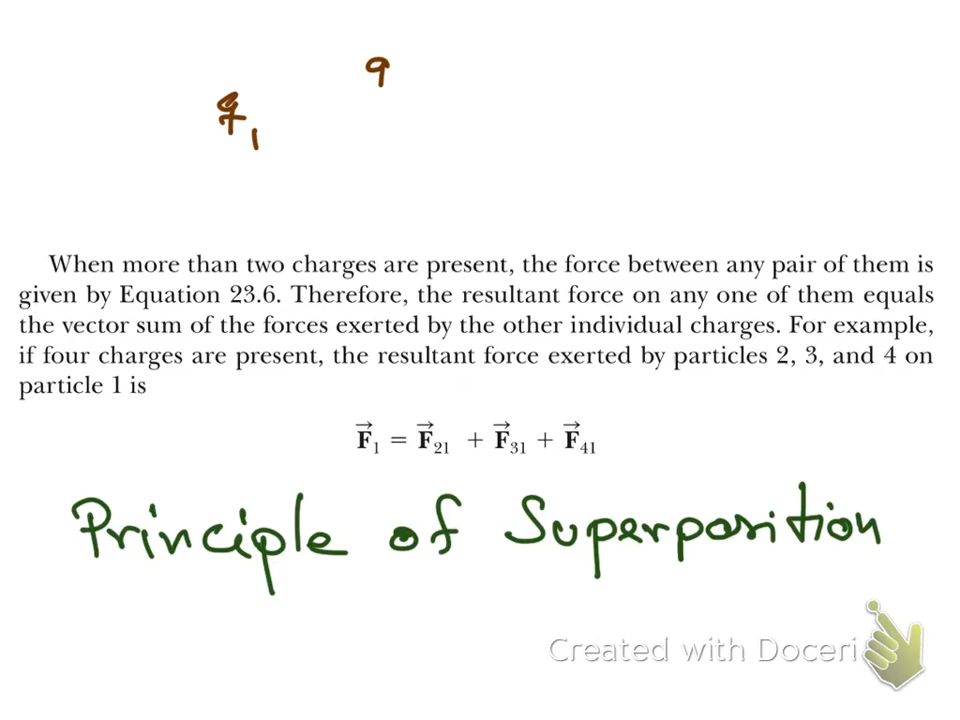 q
q1
When more than two charges are present, the force between any pair of them is
given by Equation 23.6. Therefore, the resultant force on any one of them equals
the vector sum of the forces exerted by the other individual charges. For example,
if four charges are present, the resultant force exerted by particles 2, 3, and 4 on
particle 1 is
F⃗₁ = F⃗₂₁ + F⃗₃₁ + F⃗₄₁
Principle of Superposition
Created with Doceri